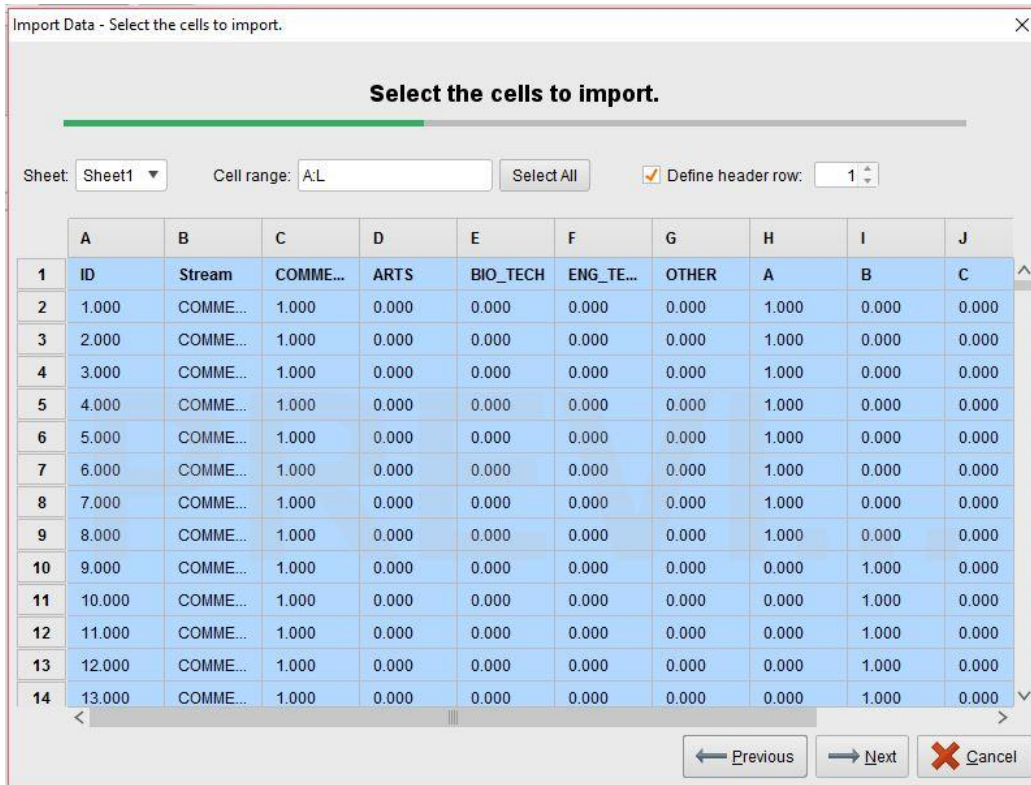 Import Data - Select the cells to import.
Select the cells to import.
Sheet: Sheet1 Cell range: A:L Select All Define header row: 1
A B C D E F G H I J
1 ID Stream COMME... ARTS BIO_TECH ENG_TE... OTHER A B C
2 1.000 COMME... 1.000 0.000 0.000 0.000 0.000 1.000 0.000 0.000
3 2.000 COMME... 1.000 0.000 0.000 0.000 0.000 1.000 0.000 0.000
4 3.000 COMME... 1.000 0.000 0.000 0.000 0.000 1.000 0.000 0.000
5 4.000 COMME... 1.000 0.000 0.000 0.000 0.000 1.000 0.000 0.000
6 5.000 COMME... 1.000 0.000 0.000 0.000 0.000 1.000 0.000 0.000
7 6.000 COMME... 1.000 0.000 0.000 0.000 0.000 1.000 0.000 0.000
8 7.000 COMME... 1.000 0.000 0.000 0.000 0.000 1.000 0.000 0.000
9 8.000 COMME... 1.000 0.000 0.000 0.000 0.000 1.000 0.000 0.000
10 9.000 COMME... 1.000 0.000 0.000 0.000 0.000 0.000 1.000 0.000
11 10.000 COMME... 1.000 0.000 0.000 0.000 0.000 0.000 1.000 0.000
12 11.000 COMME... 1.000 0.000 0.000 0.000 0.000 0.000 1.000 0.000
13 12.000 COMME... 1.000 0.000 0.000 0.000 0.000 0.000 1.000 0.000
14 13.000 COMME... 1.000 0.000 0.000 0.000 0.000 0.000 1.000 0.000
Previous Next Cancel